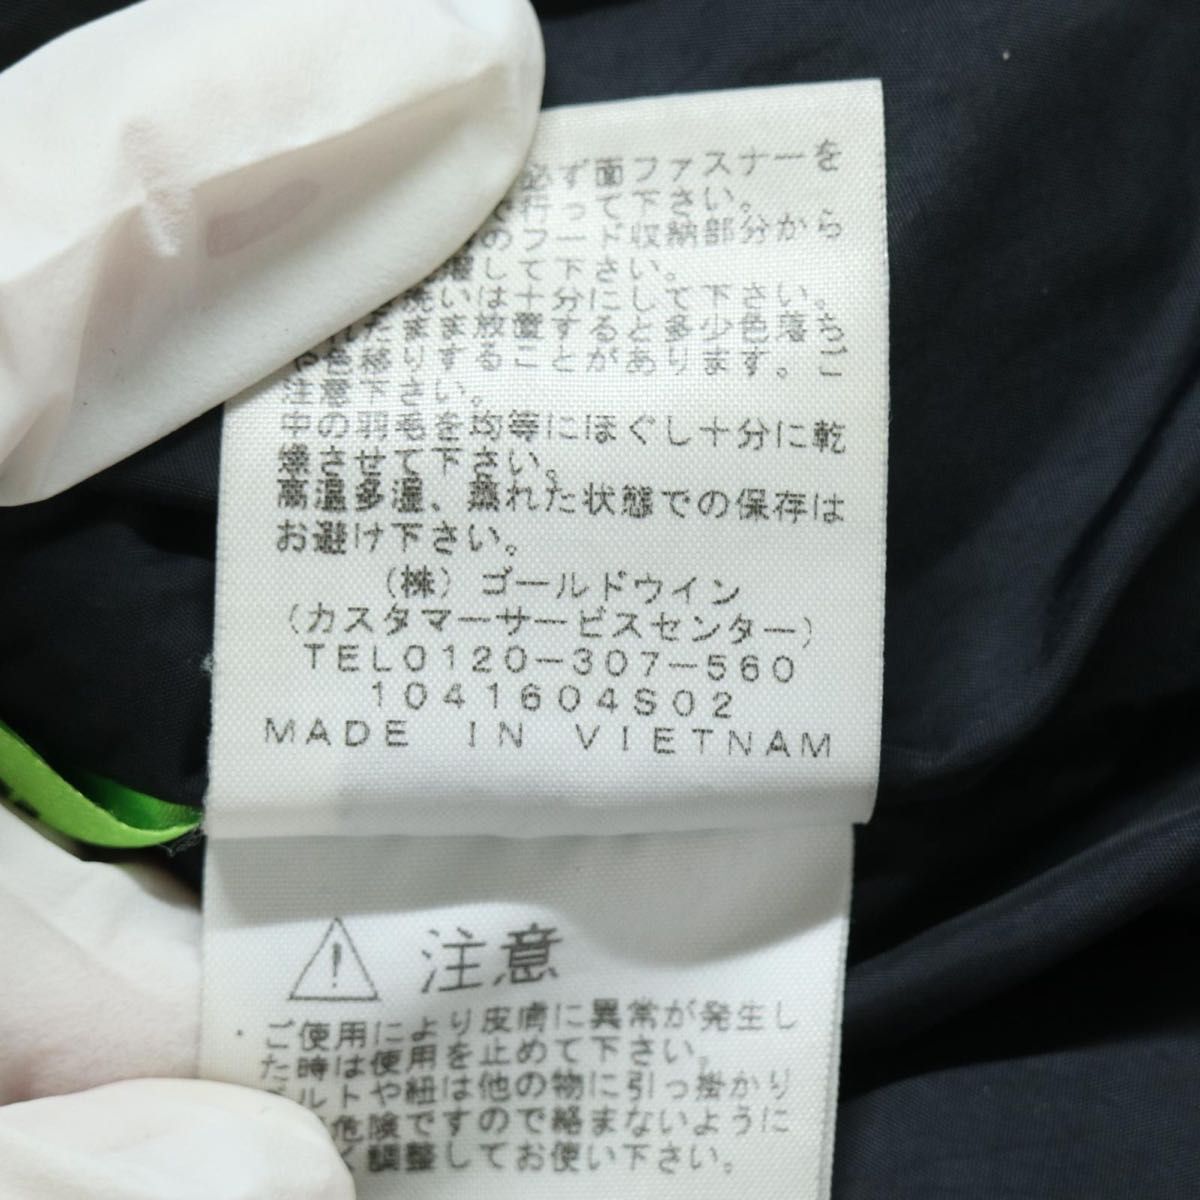 必ず面ファスナーを
行って下さい。
のフード収納部分から
して下さい。
洗いは十分にして下さい。
れたまま放置すると多少色落ち
色移りすることがあります。ご
注意下さい。
中の羽毛を均等にほぐし十分に乾
燥させて下さい。
高温多湿、蒸れた状態での保存は
お避け下さい。
(株)ゴールドウイン
(カスタマーサービスセンター)
TEL0120-307-560
1041604S02
MADE IN VIETNAM
注意
・ご使用により皮膚に異常が発生し
た時は使用を止めて下さい。
ルトや紐は他の物に引っ掛かり
危険ですので絡まないように
く調整してお使い下さい。